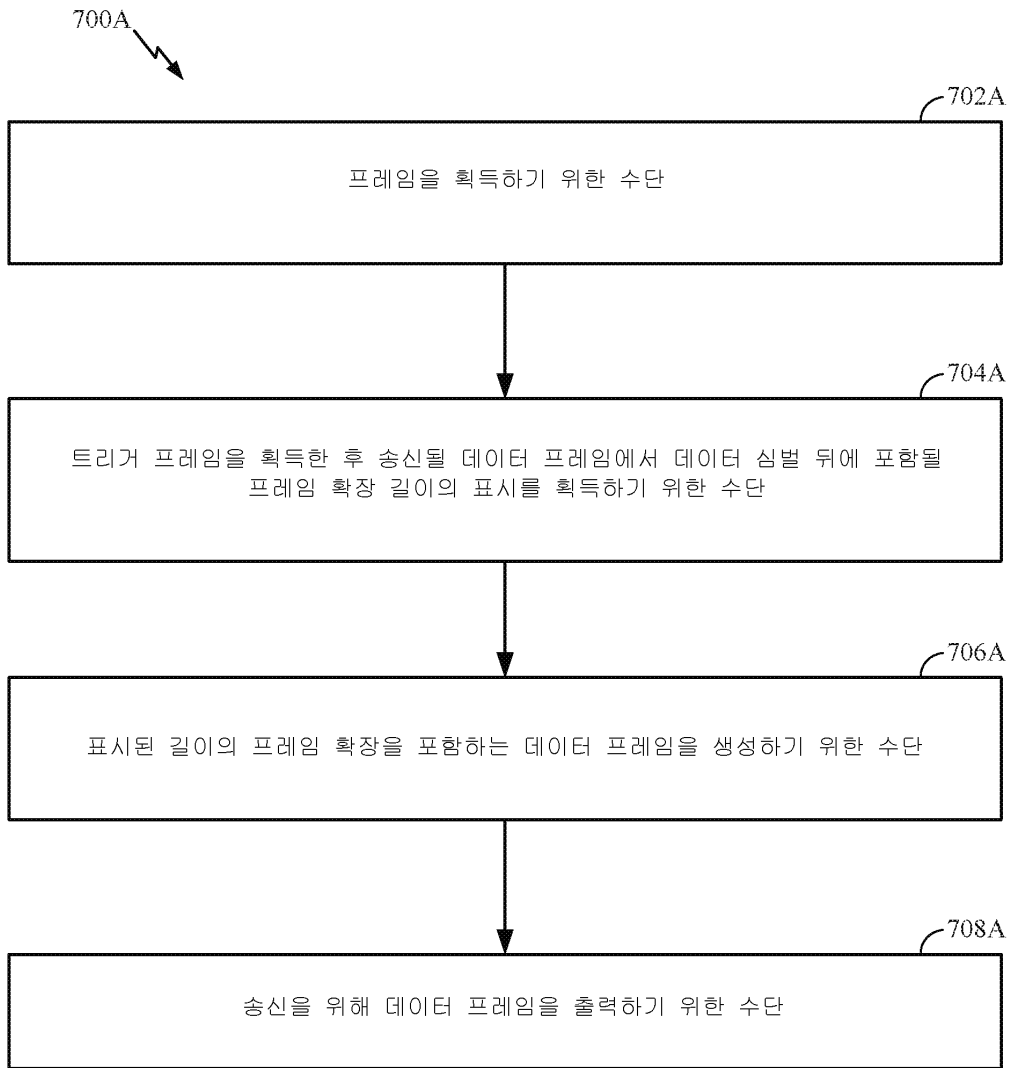 700A
702A
프레임을 획득하기 위한 수단
704A
트리거 프레임을 획득한 후 송신될 데이터 프레임에서 데이터 심벌 뒤에 포함될
프레임 확장 길이의 표시를 획득하기 위한 수단
706A
표시된 길이의 프레임 확장을 포함하는 데이터 프레임을 생성하기 위한 수단
708A
송신을 위해 데이터 프레임을 출력하기 위한 수단